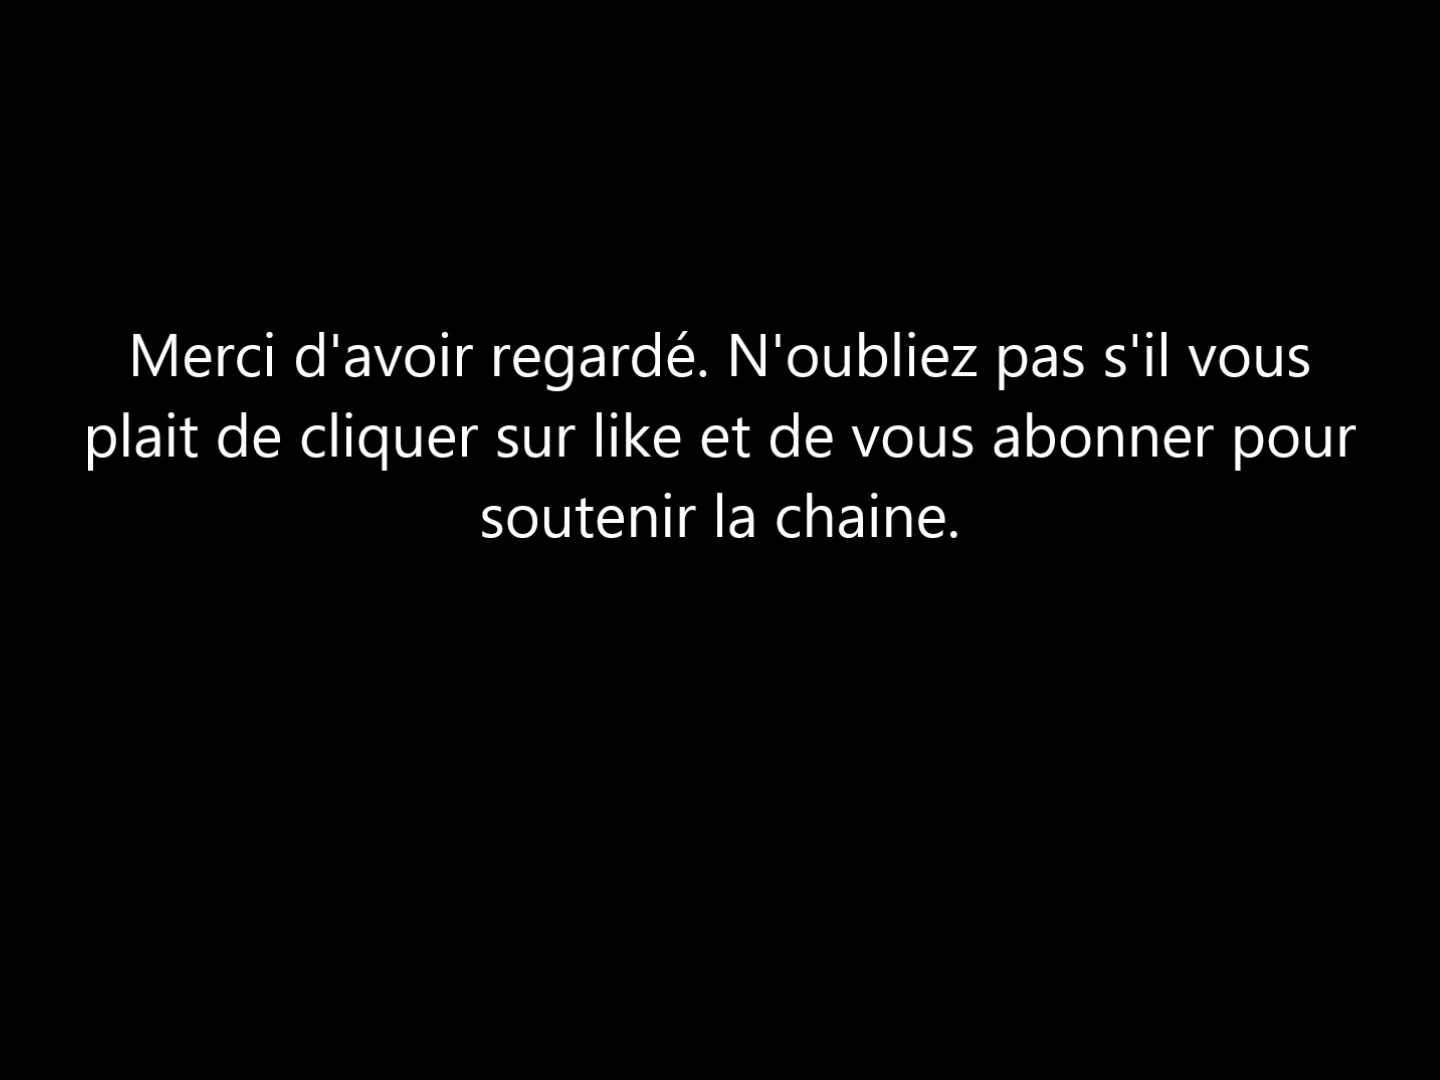 Merci d'avoir regardé. N'oubliez pas s'il vous
plait de cliquer sur like et de vous abonner pour
soutenir la chaine.